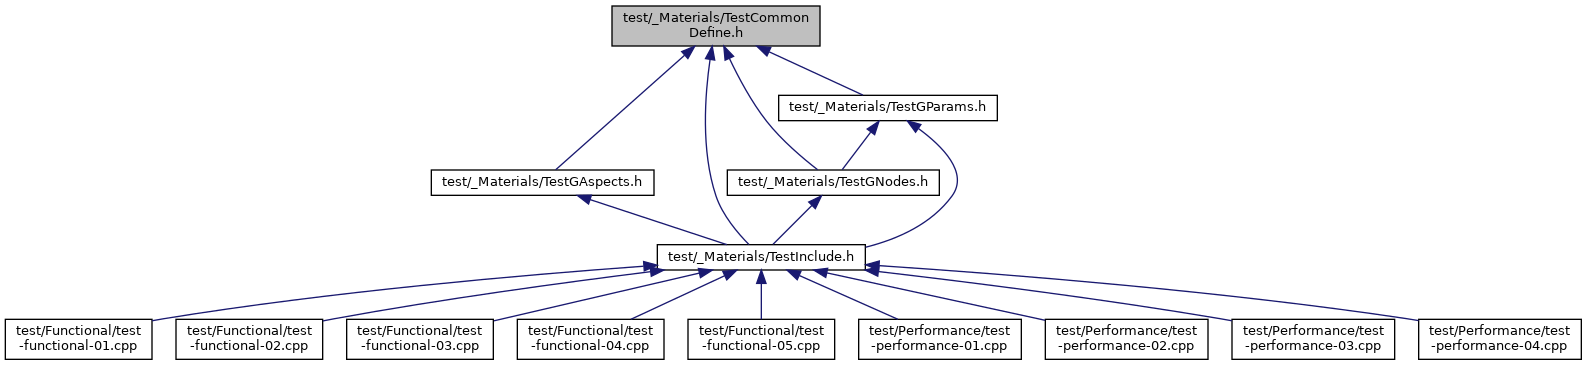 test/_Materials/TestCommon
Define.h
test/_Materials/TestGParams.h
test/_Materials/TestGAspects.h
test/_Materials/TestGNodes.h
test/_Materials/TestInclude.h
test/Functional/test
-functional-01.cpp
test/Functional/test
-functional-02.cpp
test/Functional/test
-functional-03.cpp
test/Functional/test
-functional-04.cpp
test/Functional/test
-functional-05.cpp
test/Performance/test
-performance-01.cpp
test/Performance/test
-performance-02.cpp
test/Performance/test
-performance-03.cpp
test/Performance/test
-performance-04.cpp